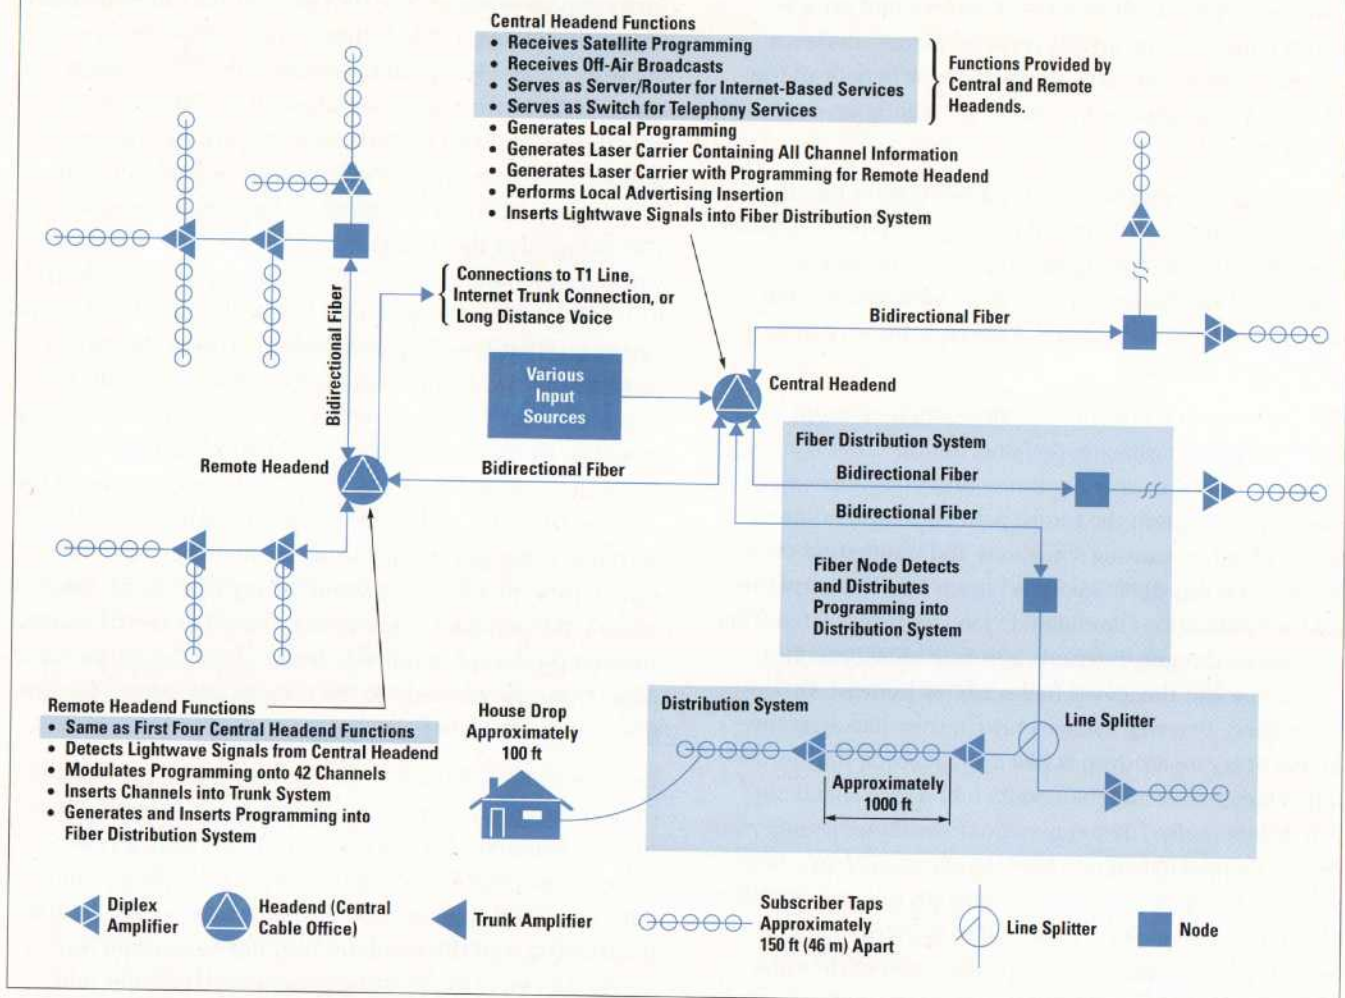 Central Headend Functions
• Receives Satellite Programming
• Receives Off-Air Broadcasts
• Serves as Server/Router for Internet-Based Services
• Serves as Switch for Telephony Services
• Generates Local Programming
• Generates Laser Carrier Containing All Channel Information
• Generates Laser Carrier with Programming for Remote Headend
• Performs Local Advertising Insertion
• Inserts Lightwave Signals into Fiber Distribution System
Functions Provided by
Central and Remote
Headends.
Connections to T1 Line,
Internet Trunk Connection, or
Long Distance Voice
Bidirectional Fiber
Bidirectional Fiber
Various
Input
Sources
Central Headend
Remote Headend
Bidirectional Fiber
Fiber Distribution System
Bidirectional Fiber
Bidirectional Fiber
Fiber Node Detects
and Distributes
Programming into
Distribution System
Remote Headend Functions
• Same as First Four Central Headend Functions
• Detects Lightwave Signals from Central Headend
• Modulates Programming onto 42 Channels
• Inserts Channels into Trunk System
• Generates and Inserts Programming into
Fiber Distribution System
House Drop
Approximately
100 ft
Distribution System
Line Splitter
Approximately
1000 ft
Diplex
Amplifier
Headend (Central
Cable Office)
Trunk Amplifier
Subscriber Taps
Approximately
150 ft (46 m) Apart
Line Splitter
Node